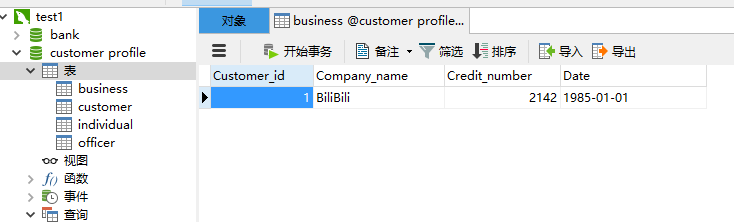 test1
bank
customer profile
表
business
customer
individual
officer
视图
函数
事件
查询
对象
business @customer profile...
开始事务 备注 筛选 排序 导入 导出
Customer_id Company_name Credit_number Date
1 BiliBili 2142 1985-01-01